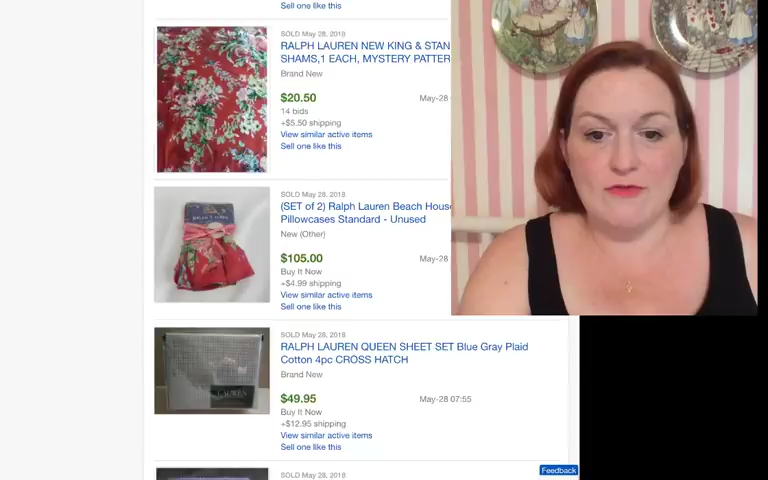 Sell one like this
SOLD May 28, 2018
RALPH LAUREN NEW KING & STAN
SHAMS,1 EACH, MYSTERY PATTER
Brand New
$20.50
May-28
14 bids
+$5.50 shipping
View similar active items
Sell one like this
SOLD May 28, 2018
(SET of 2) Ralph Lauren Beach Hous
Pillowcases Standard - Unused
New (Other)
$105.00
May-28
Buy It Now
+$4.99 shipping
View similar active items
Sell one like this
SOLD May 28, 2018
RALPH LAUREN QUEEN SHEET SET Blue Gray Plaid
Cotton 4pc CROSS HATCH
Brand New
$49.95
May-28 07:55
Buy It Now
+$12.95 shipping
View similar active items
Sell one like this
Feedback
SOLD May 28, 2018